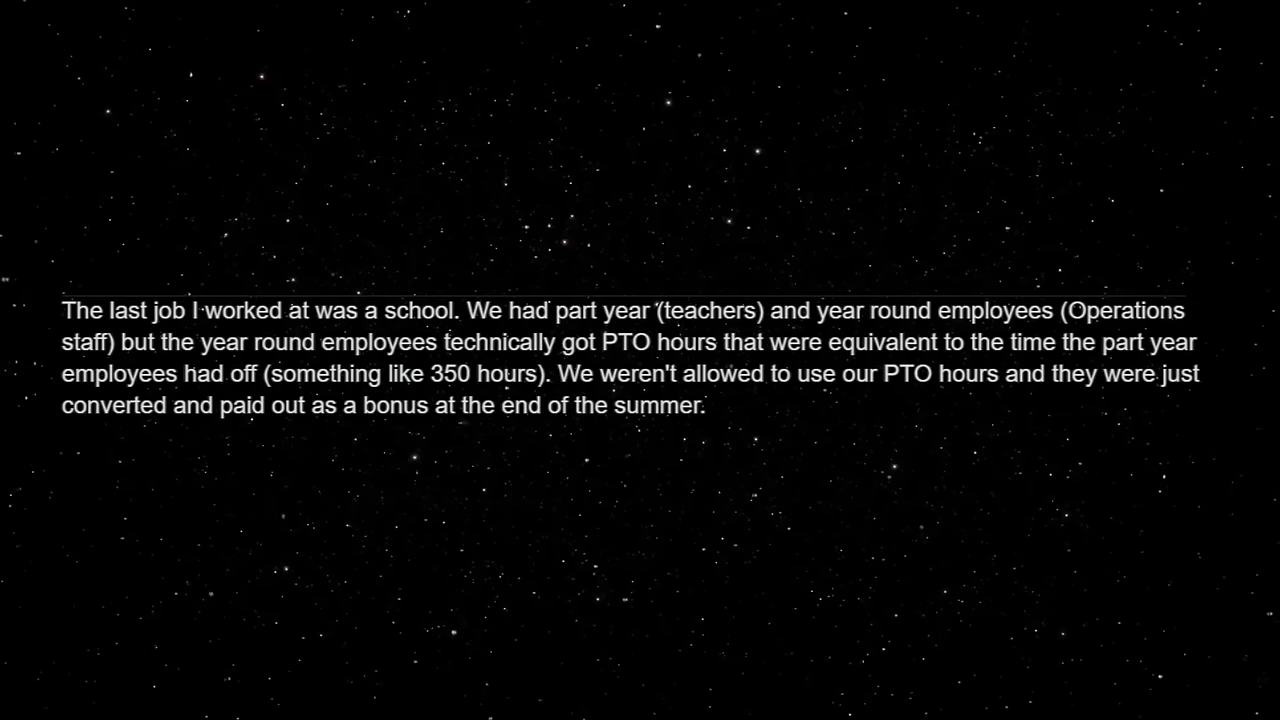 The last job I worked at was a school. We had part year (teachers) and year round employees (Operations
staff) but the year round employees technically got PTO hours that were equivalent to the time the part year
employees had off (something like 350 hours). We weren't allowed to use our PTO hours and they were just
converted and paid out as a bonus at the end of the summer.